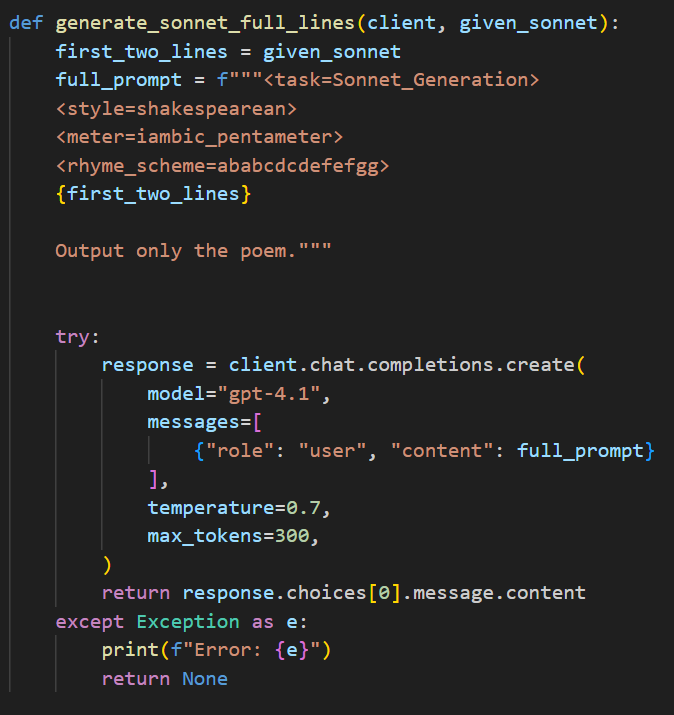 def generate_sonnet_full_lines(client, given_sonnet):
    first_two_lines = given_sonnet
    full_prompt = f"""<task=Sonnet_Generation>
    <style=shakespearean>
    <meter=iambic_pentameter>
    <rhyme_scheme=ababcdcdefefgg>
    {first_two_lines}

    Output only the poem."""


    try:
        response = client.chat.completions.create(
            model="gpt-4.1",
            messages=[
                {"role": "user", "content": full_prompt}
            ],
            temperature=0.7,
            max_tokens=300,
        )
        return response.choices[0].message.content
    except Exception as e:
        print(f"Error: {e}")
        return None